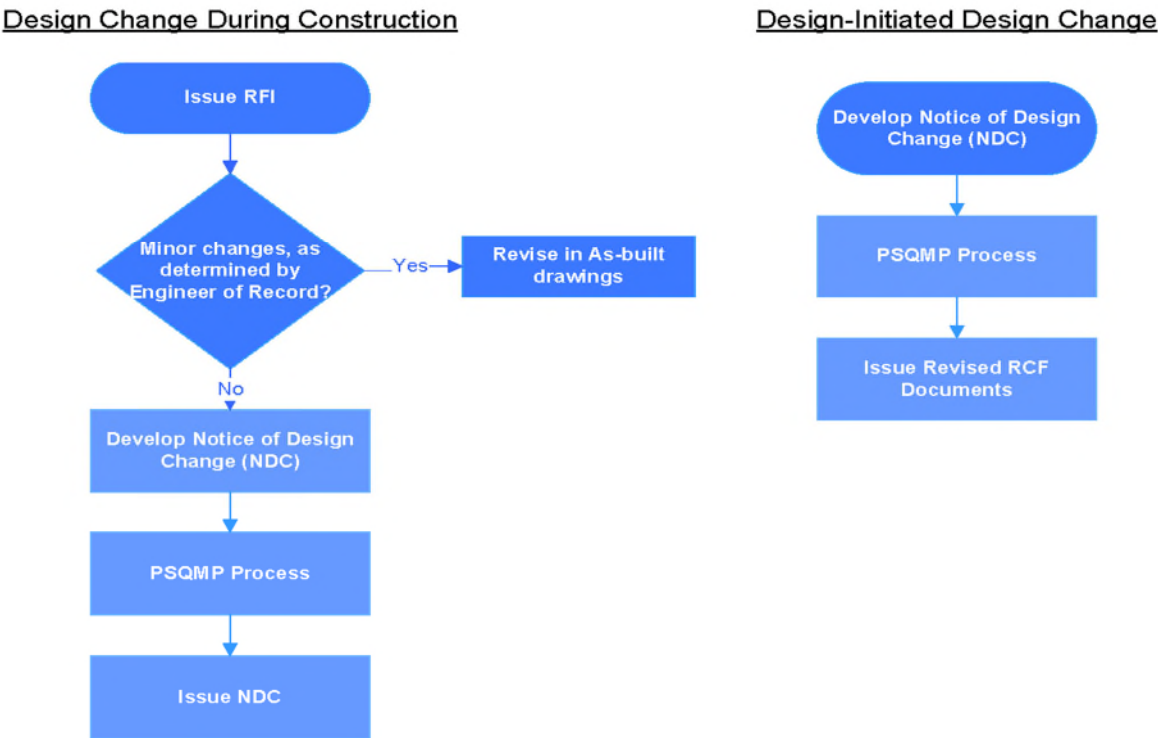 Design Change During Construction
Issue RFI
Minor changes, as
determined by
Engineer of Record?
Yes
Revise in As-built
drawings
No
Develop Notice of Design
Change (NDC)
PSQMP Process
Issue NDC
Design-Initiated Design Change
Develop Notice of Design
Change (NDC)
PSQMP Process
Issue Revised RCF
Documents